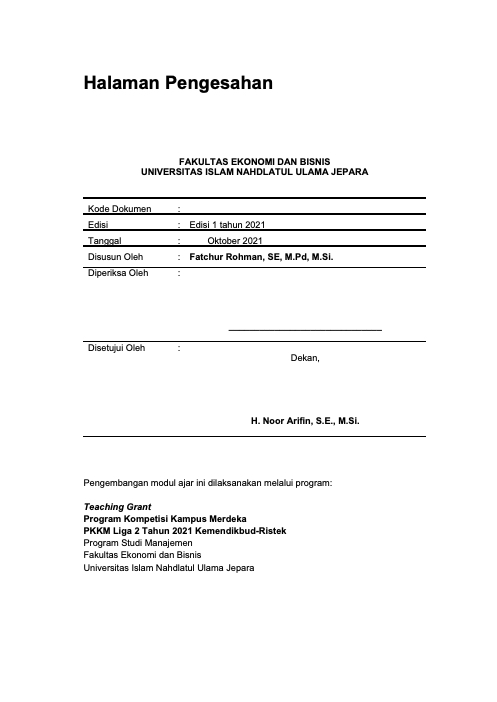 Halaman Pengesahan
FAKULTAS EKONOMI DAN BISNIS
UNIVERSITAS ISLAM NAHDLATUL ULAMA JEPARA
Kode Dokumen :
Edisi : Edisi 1 tahun 2021
Tanggal : Oktober 2021
Disusun Oleh : Fatchur Rohman, SE, M.Pd, M.Si.
Diperiksa Oleh :
Disetujui Oleh :
Dekan,
H. Noor Arifin, S.E., M.Si.
Pengembangan modul ajar ini dilaksanakan melalui program:
Teaching Grant
Program Kompetisi Kampus Merdeka
PKKM Liga 2 Tahun 2021 Kemendikbud-Ristek
Program Studi Manajemen
Fakultas Ekonomi dan Bisnis
Universitas Islam Nahdlatul Ulama Jepara